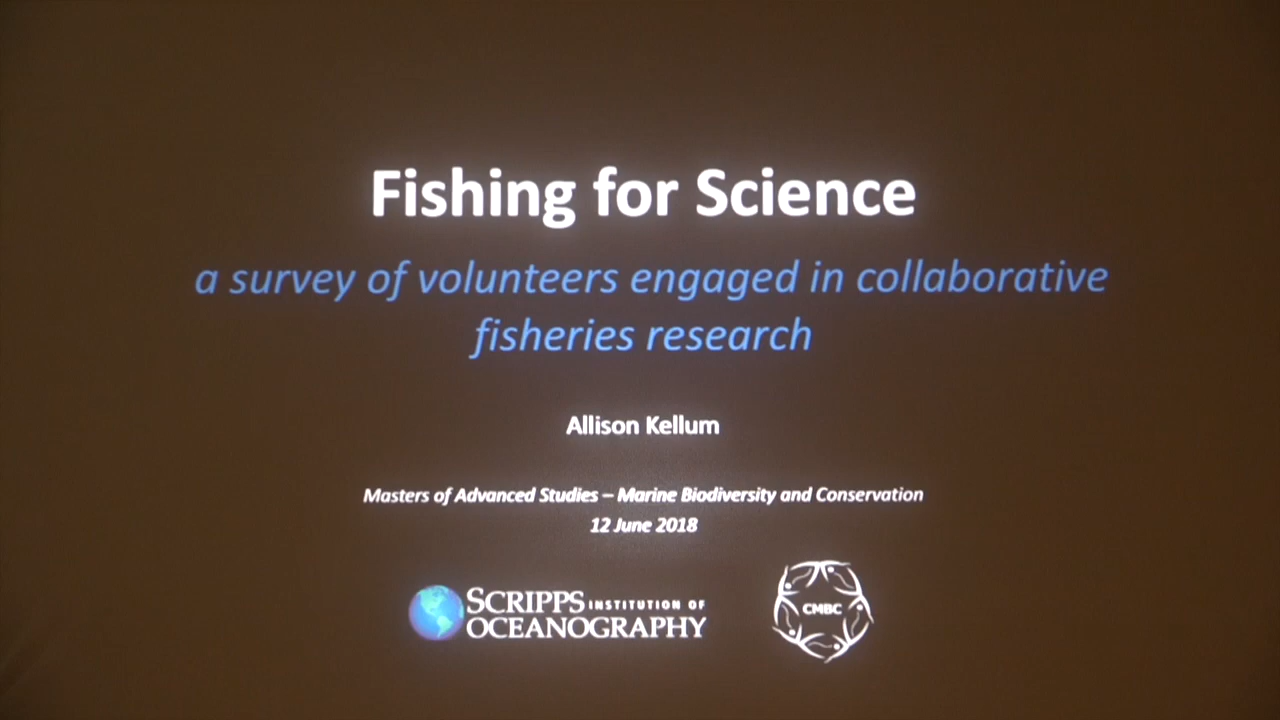 Fishing for Science
a survey of volunteers engaged in collaborative
fisheries research
Allison Kellum
Masters of Advanced Studies – Marine Biodiversity and Conservation
12 June 2018
SCRIPPS INSTITUTION OF
OCEANOGRAPHY
CMBC